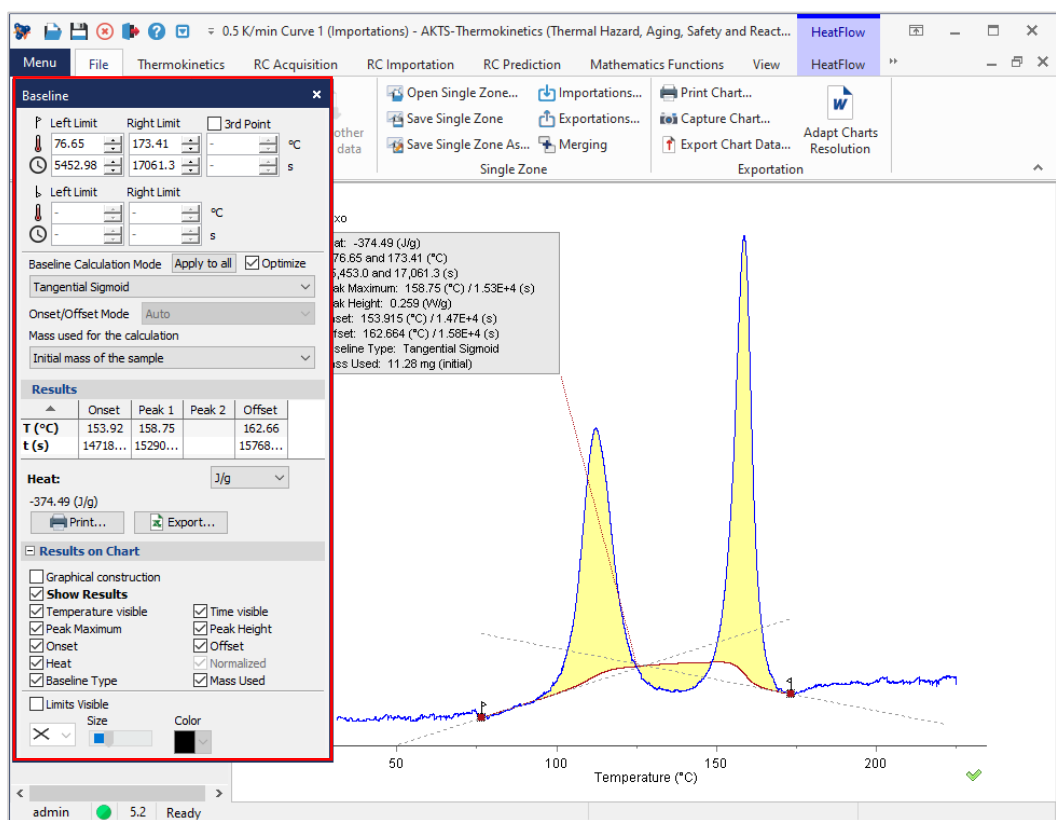 0.5 K/min Curve 1 (Importations) - AKTS-Thermokinetics (Thermal Hazard, Aging, Safety and React...
HeatFlow
Menu File Thermokinetics RC Acquisition RC Importation RC Prediction Mathematics Functions View HeatFlow
Baseline
Left Limit Right Limit 3rd Point
76.65 173.41 - °C
5452.98 17061.3 - s
Left Limit Right Limit
- - °C
- - s
Baseline Calculation Mode Apply to all Optimize
Tangential Sigmoid
Onset/Offset Mode Auto
Mass used for the calculation
Initial mass of the sample
Results
Onset Peak 1 Peak 2 Offset
T (°C) 153.92 158.75 162.66
t (s) 14718... 15290... 15768...
Heat: J/g
-374.49 (J/g)
Print... Export...
Results on Chart
Graphical construction
Show Results
Temperature visible Time visible
Peak Maximum Peak Height
Onset Offset
Heat Normalized
Baseline Type Mass Used
Limits Visible
Size Color
other
data
Open Single Zone... Importations...
Save Single Zone Exportations...
Save Single Zone As... Merging
Single Zone
Print Chart...
Capture Chart...
Export Chart Data...
Adapt Charts
Resolution
Exportation
xo
at: -374.49 (J/g)
76.65 and 173.41 (°C)
5,453.0 and 17,061.3 (s)
ak Maximum: 158.75 (°C) / 1.53E+4 (s)
ak Height: 0.259 (W/g)
set: 153.915 (°C) / 1.47E+4 (s)
fset: 162.664 (°C) / 1.58E+4 (s)
seline Type: Tangential Sigmoid
ss Used: 11.28 mg (initial)
50 100 150 200
Temperature (°C)
admin 5.2 Ready